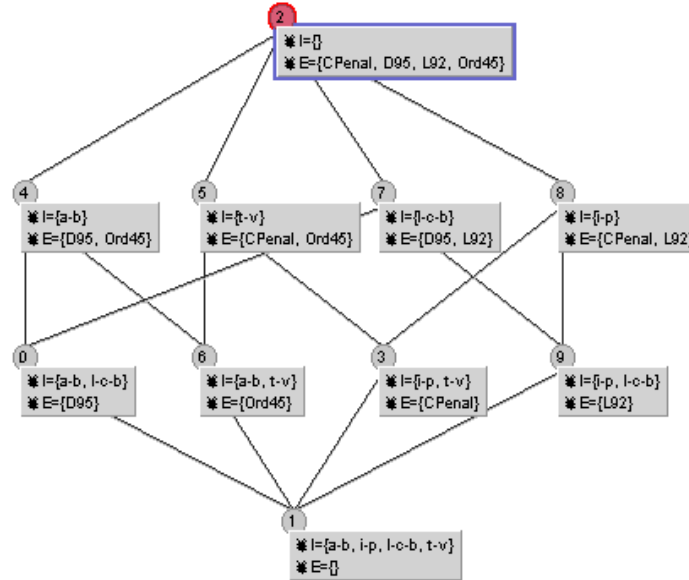 2
I={}
E={CPenal, D95, L92, Ord45}
4
5
7
8
I={a-b}
E={D95, Ord45}
I={t-v}
E={CPenal, Ord45}
I={l-c-b}
E={D95, L92}
I={i-p}
E={CPenal, L92}
0
6
3
9
I={a-b, l-c-b}
E={D95}
I={a-b, t-v}
E={Ord45}
I={i-p, t-v}
E={CPenal}
I={i-p, l-c-b}
E={L92}
1
I={a-b, i-p, l-c-b, t-v}
E={}